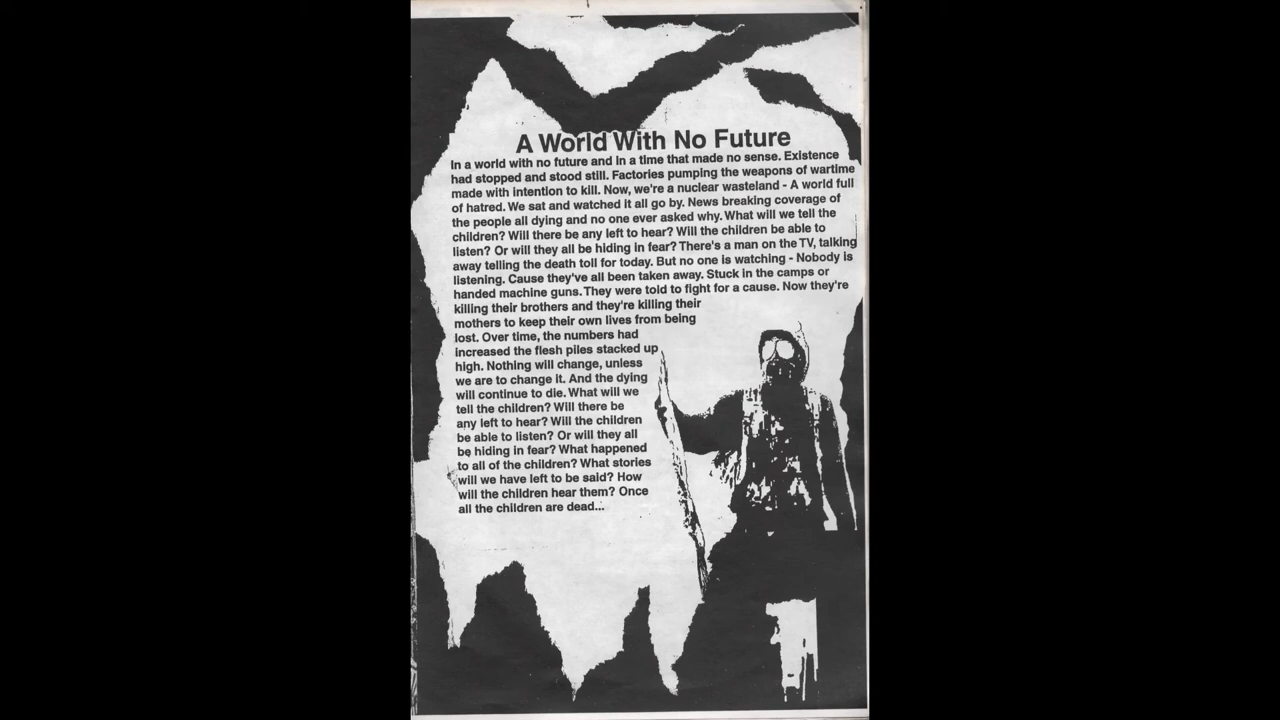 A World With No Future
In a world with no future and in a time that made no sense. Existence
had stopped and stood still. Factories pumping the weapons of wartime
made with intention to kill. Now, we're a nuclear wasteland - A world full
of hatred. We sat and watched it all go by. News breaking coverage of
the people all dying and no one ever asked why. What will we tell the
children? Will there be any left to hear? Will the children be able to
listen? Or will they all be hiding in fear? There's a man on the TV, talking
away telling the death toll for today. But no one is watching - Nobody is
listening. Cause they've all been taken away. Stuck in the camps or
handed machine guns. They were told to fight for a cause. Now they're
killing their brothers and they're killing their
mothers to keep their own lives from being
lost. Over time, the numbers had
increased the flesh piles stacked up
high. Nothing will change, unless
we are to change it. And the dying
will continue to die. What will we
tell the children? Will there be
any left to hear? Will the children
be able to listen? Or will they all
be hiding in fear? What happened
to all of the children? What stories
will we have left to be said? How
will the children hear them? Once
all the children are dead...